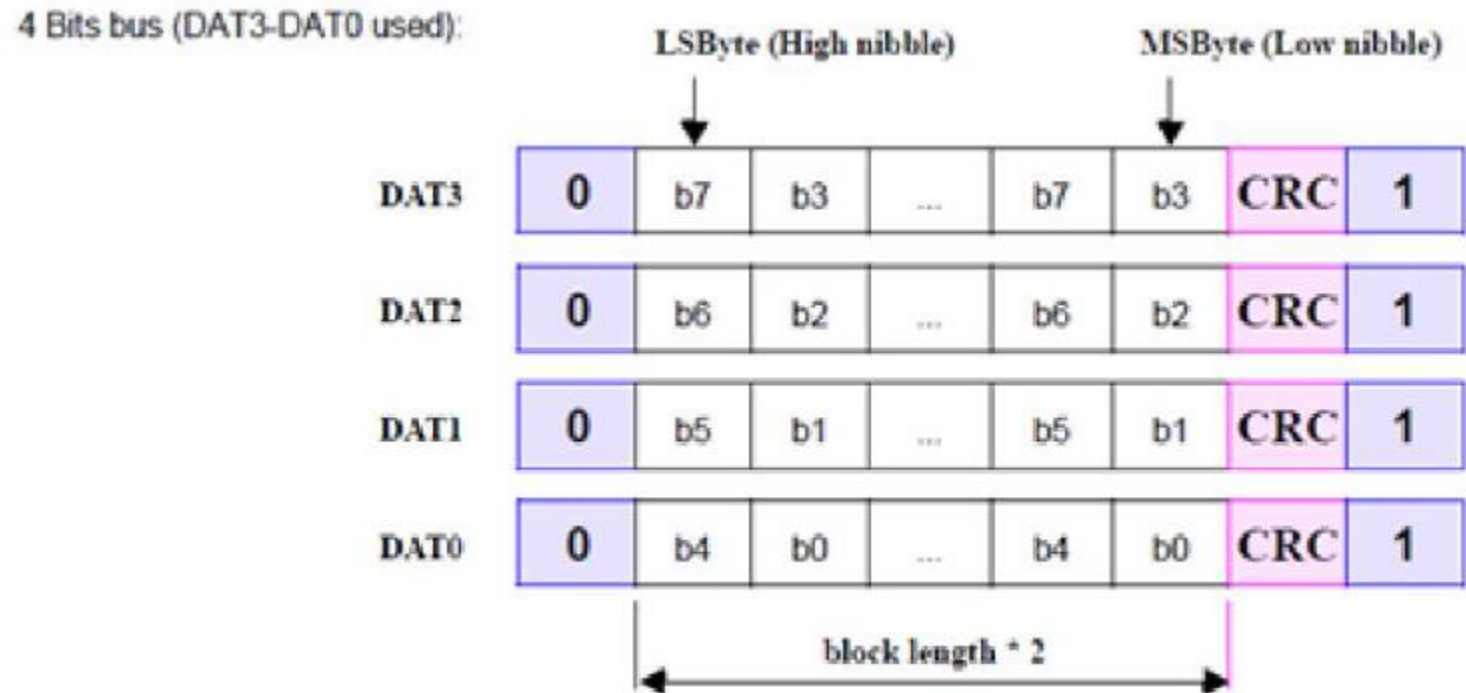 4 Bits bus (DAT3-DAT0 used):
LSByte (High nibble) MSByte (Low nibble)
DAT3 0 b7 b3 ... b7 b3 CRC 1
DAT2 0 b6 b2 ... b6 b2 CRC 1
DAT1 0 b5 b1 ... b5 b1 CRC 1
DAT0 0 b4 b0 ... b4 b0 CRC 1
block length * 2